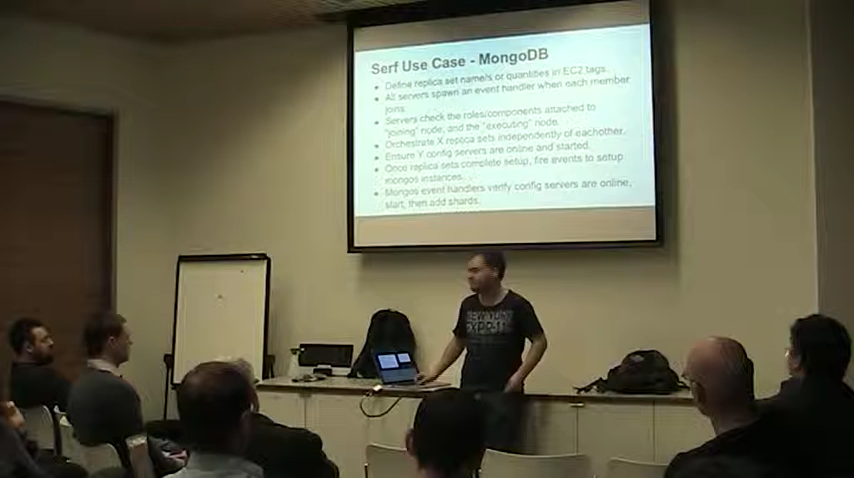 Serf Use Case - MongoDB
Define replica set name/s or quantities in EC2 tags.
All servers spawn an event handler when each member
joins.
Servers check the roles/components attached to
"joining" node, and the "executing" node.
Orchestrate X replica sets independently of eachother.
Ensure Y config servers are online and started.
Once replica sets complete setup, fire events to setup
mongos instances.
Mongos event handlers verify config servers are online,
start, then add shards.
NEW YORK